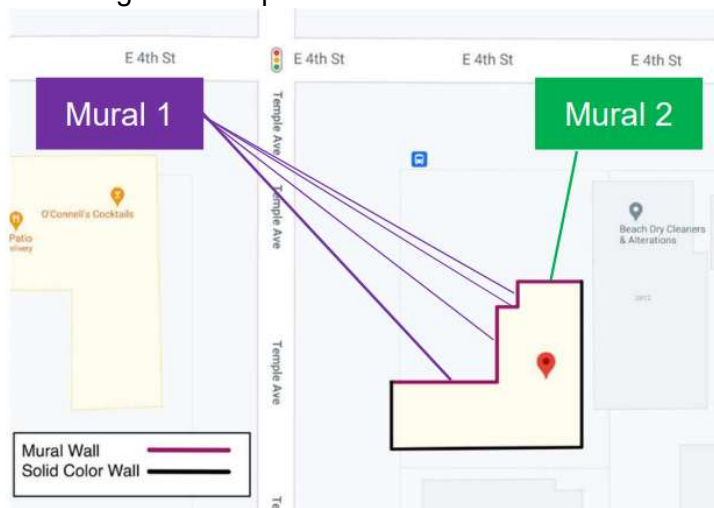 E 4th St
E 4th St
E 4th St
E 4th St
Mural 1
Temple Ave
Mural 2
Temple Ave
O'Connell's Cocktails
Patio
Beach Dry Cleaners
& Alterations
Temple Ave
Mural Wall
Solid Color Wall